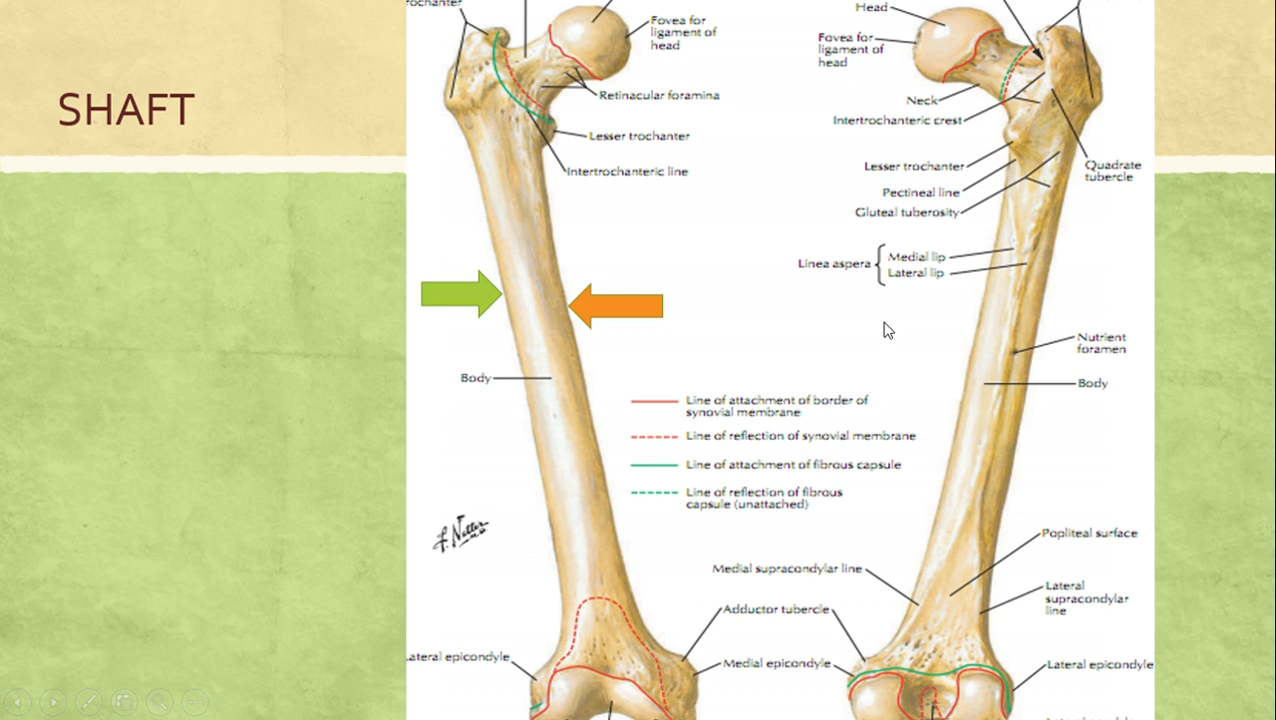 SHAFT
rochanter
Fovea for
ligament of
head
Retinacular foramina
Lesser trochanter
Intertrochanteric line
Body
Line of attachment of border of
synovial membrane
Line of reflection of synovial membrane
Line of attachment of fibrous capsule
Line of reflection of fibrous
capsule (unattached)
F. Netter
Lateral epicondyle
Head
Fovea for
ligament of
head
Neck
Intertrochanteric crest
Lesser trochanter
Pectineal line
Gluteal tuberosity
Quadrate
tubercle
Linea aspera
Medial lip
Lateral lip
Nutrient
foramen
Body
Popliteal surface
Medial supracondylar line
Lateral
supracondylar
line
Adductor tubercle
Medial epicondyle
Lateral epicondyle